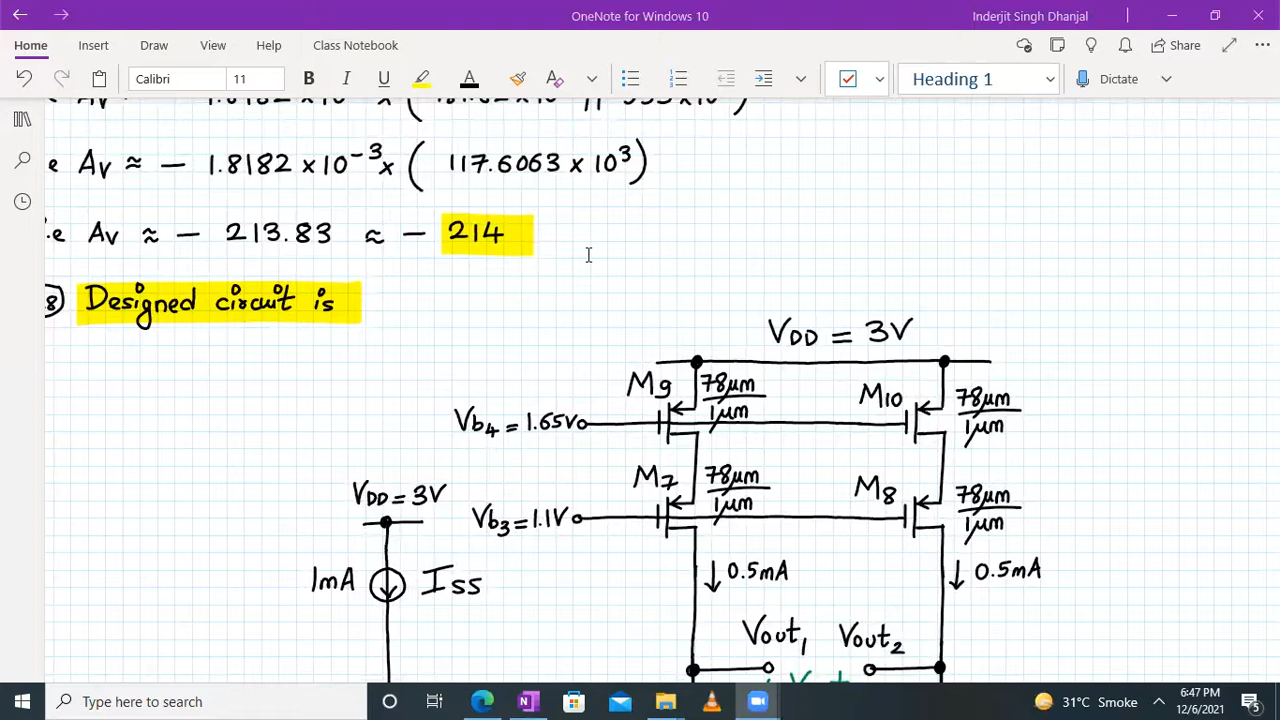 OneNote for Windows 10
Inderjit Singh Dhanjal
Home Insert Draw View Help Class Notebook Share
Calibri 11 B I U A Heading 1 Dictate
e Av ≈ − 1.8182 × 10⁻³ × ( 117.6063 × 10³ )
i.e Av ≈ − 213.83 ≈ − 214
8) Designed circuit is
VDD = 3V
M9 78μm/1μm M10 78μm/1μm
Vb4 = 1.65V
M7 78μm/1μm M8 78μm/1μm
VDD = 3V Vb3 = 1.1V
1mA ISS 0.5mA 0.5mA
Vout1 Vout2
Type here to search
31°C Smoke
6:47 PM
12/6/2021
5